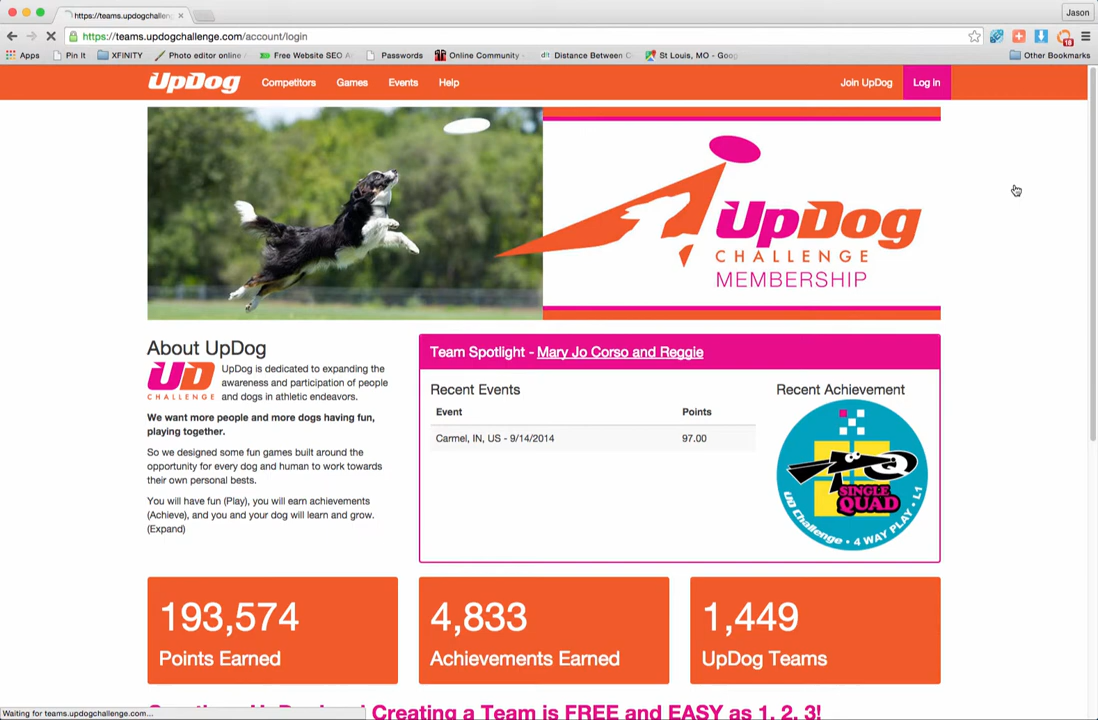 https://teams.updogchalleng
Jason
https://teams.updogchallenge.com/account/login
Apps
Pin It
XFINITY
Photo editor online
Free Website SEO A
Passwords
Online Community
Distance Between C
St Louis, MO - Goog
Other Bookmarks
UpDog
Competitors
Games
Events
Help
Join UpDog
Log in
UpDog
CHALLENGE
MEMBERSHIP
About UpDog
UD
CHALLENGE
UpDog is dedicated to expanding the
awareness and participation of people
and dogs in athletic endeavors.
We want more people and more dogs having fun,
playing together.
So we designed some fun games built around the
opportunity for every dog and human to work towards
their own personal bests.
You will have fun (Play), you will earn achievements
(Achieve), and you and your dog will learn and grow.
(Expand)
Team Spotlight - Mary Jo Corso and Reggie
Recent Events
Event Points
Carmel, IN, US - 9/14/2014 97.00
Recent Achievement
SINGLE
QUAD
UD Challenge • 4 WAY PLAY • L1
193,574
Points Earned
4,833
Achievements Earned
1,449
UpDog Teams
Creating a Team is FREE and EASY as 1, 2, 3!
Waiting for teams.updogchallenge.com...